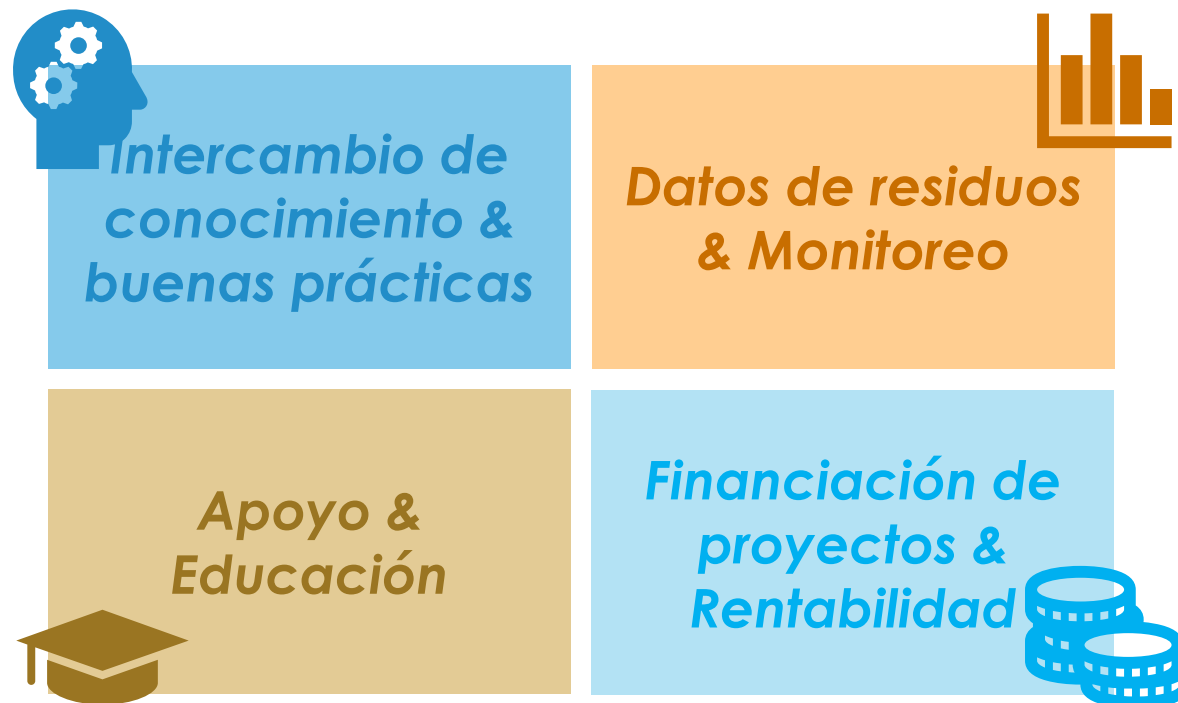 Intercambio de
conocimiento &
buenas prácticas
Datos de residuos
& Monitoreo
Apoyo &
Educación
Financiación de
proyectos &
Rentabilidad